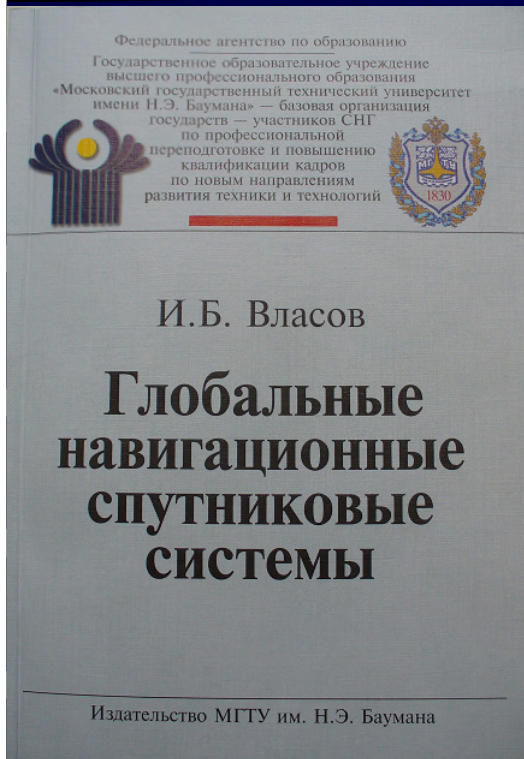 Федеральное агентство по образованию
Государственное образовательное учреждение
высшего профессионального образования
«Московский государственный технический университет
имени Н.Э. Баумана» — базовая организация
государств — участников СНГ
по профессиональной
переподготовке и повышению
квалификации кадров
по новым направлениям
развития техники и технологий
1830
И.Б. Власов
Глобальные
навигационные
спутниковые
системы
Издательство МГТУ им. Н.Э. Баумана